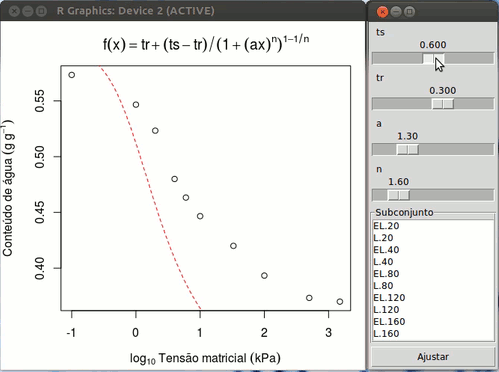 R Graphics: Device 2 (ACTIVE)
f(x) = tr + (ts − tr)/(1 + (ax)ⁿ)¹⁻¹/ⁿ
Conteúdo de água (g g⁻¹)
0.55
0.50
0.45
0.40
-1
0
1
2
3
log₁₀ Tensão matricial (kPa)
ts
0.600
tr
0.300
a
1.30
n
1.60
Subconjunto
EL.20
L.20
EL.40
L.40
EL.80
L.80
EL.120
L.120
EL.160
L.160
Ajustar